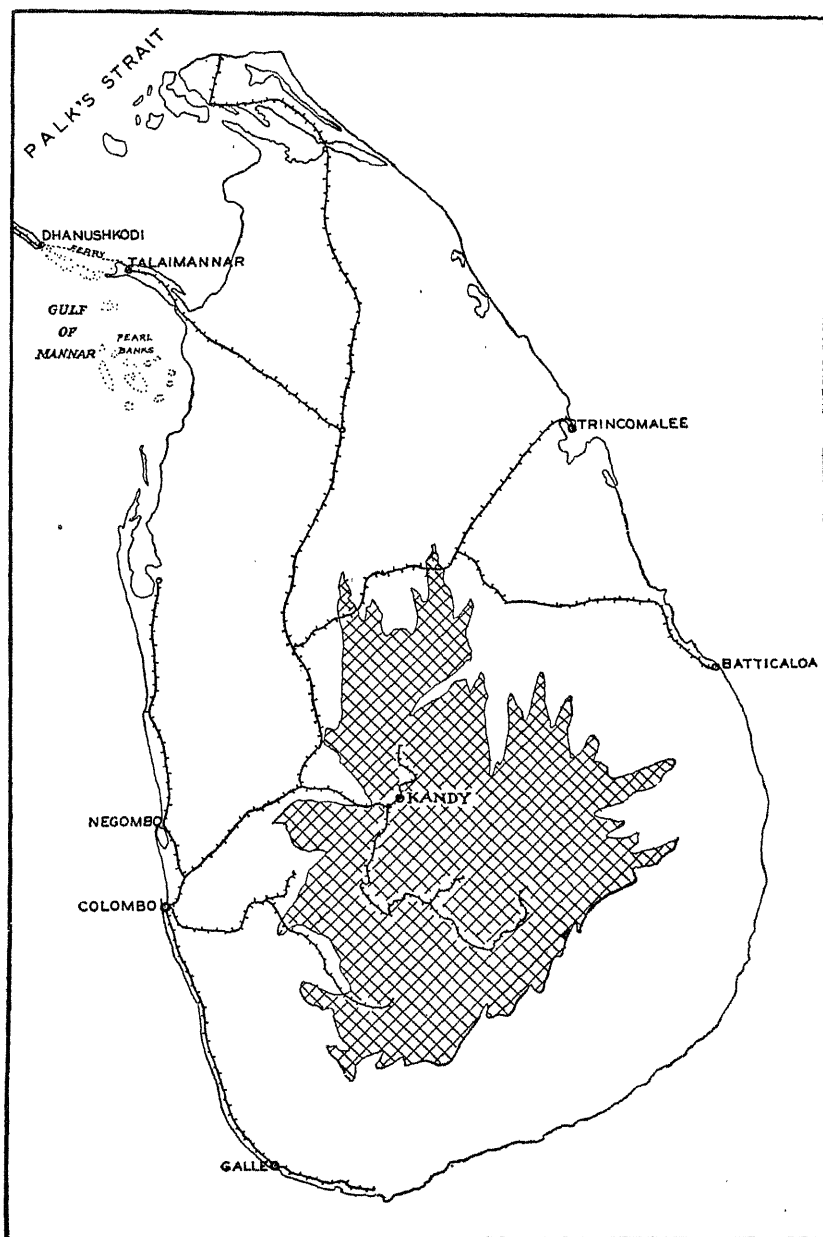 PALK'S STRAIT
DHANUSHKODI
FERRY
TALAIMANNAR
GULF
OF
MANNAR
PEARL
BANKS
TRINCOMALEE
BATTICALOA
KANDY
NEGOMBO
COLOMBO
GALLE